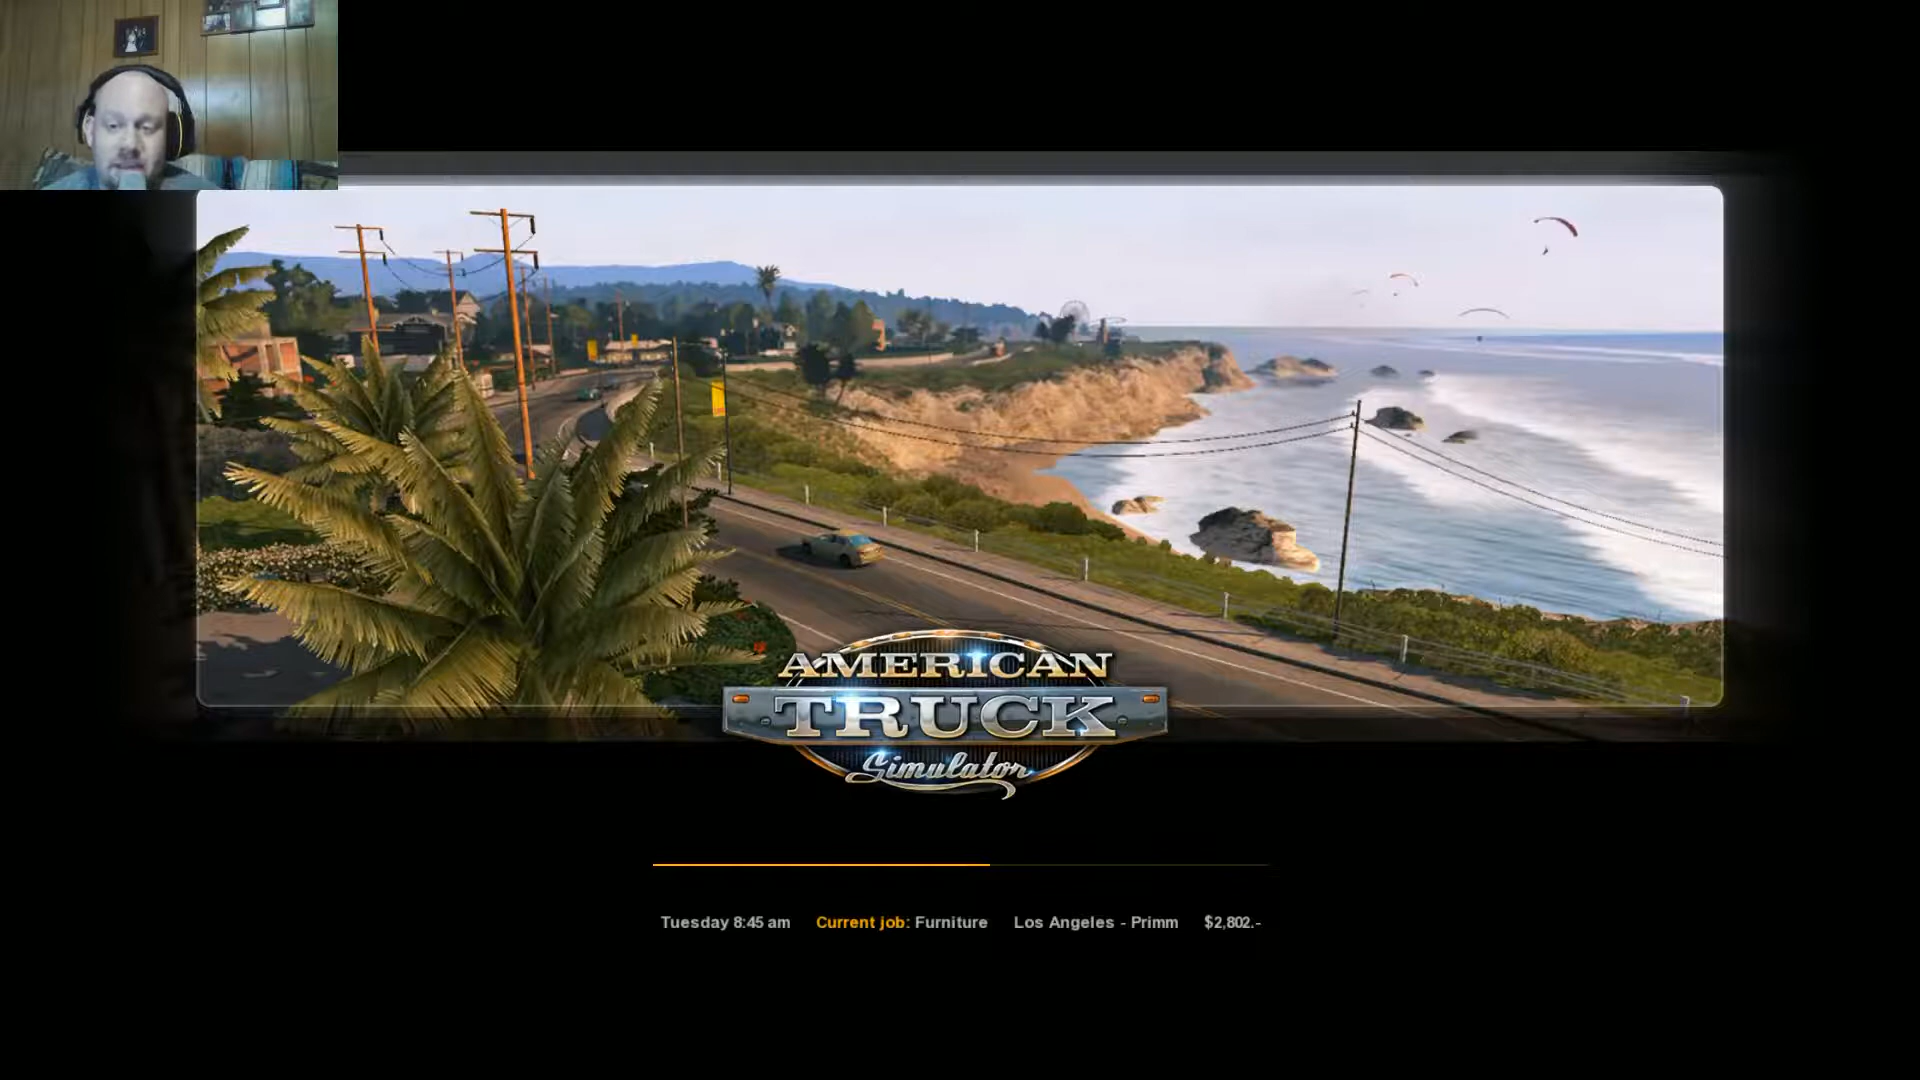 AMERICAN
TRUCK
Simulator
Tuesday 8:45 am Current job: Furniture Los Angeles - Primm $2,802.-